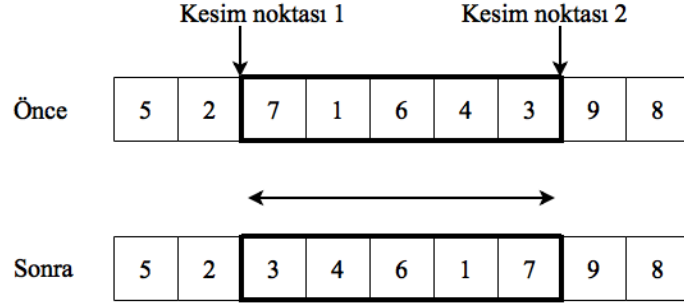 Kesim noktası 1 Kesim noktası 2
Önce 5 2 7 1 6 4 3 9 8
Sonra 5 2 3 4 6 1 7 9 8